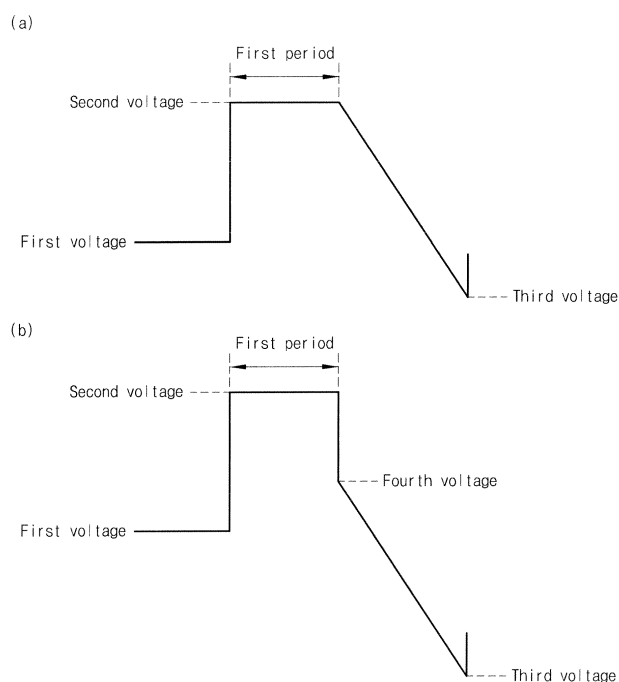 (a)
First period
Second voltage
First voltage
Third voltage
(b)
First period
Second voltage
Fourth voltage
First voltage
Third voltage